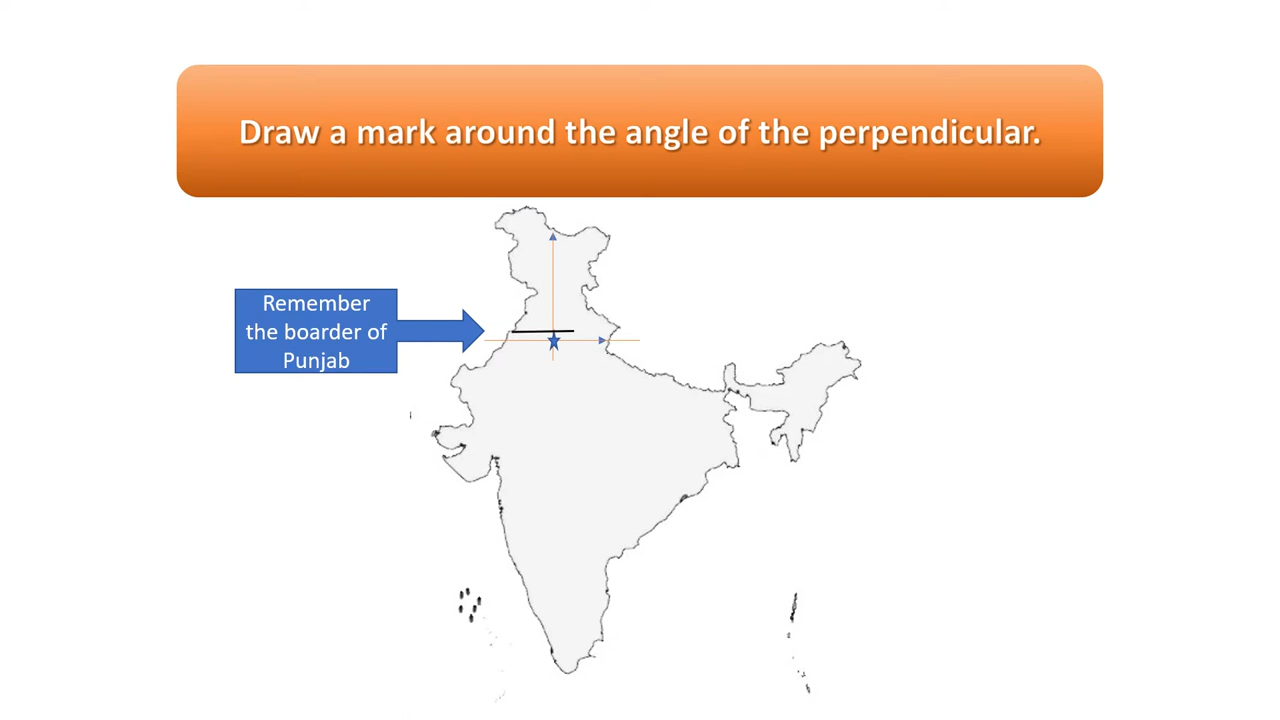 Draw a mark around the angle of the perpendicular.
Remember
the boarder of
Punjab